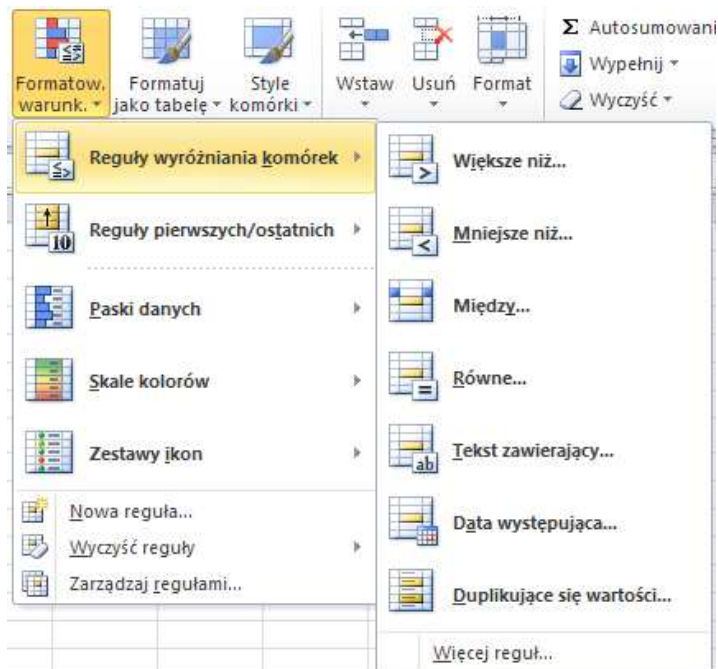 Formatow. warunk.
Formatuj jako tabelę
Style komórki
Wstaw
Usuń
Format
Σ Autosumowani
Wypełnij
Wyczyść
Reguły wyróżniania komórek
Reguły pierwszych/ostatnich
Paski danych
Skale kolorów
Zestawy ikon
Nowa reguła...
Wyczyść reguły
Zarządzaj regułami...
Większe niż...
Mniejsze niż...
Między...
Równe...
Tekst zawierający...
Data występująca...
Duplikujące się wartości...
Więcej reguł...